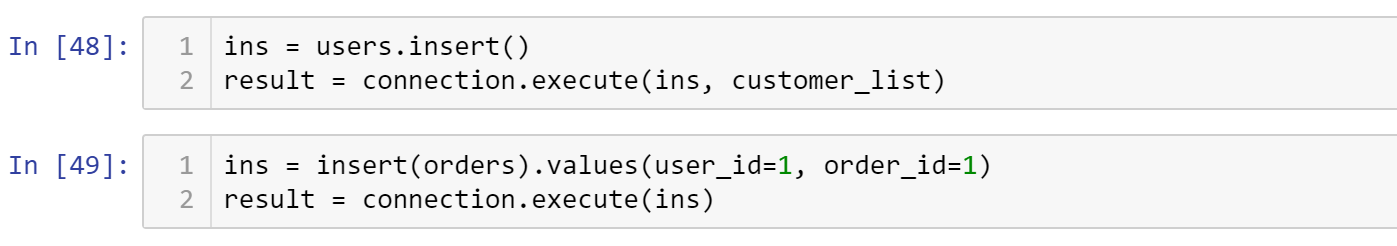 In [48]: 1 ins = users.insert()
2 result = connection.execute(ins, customer_list)
In [49]: 1 ins = insert(orders).values(user_id=1, order_id=1)
2 result = connection.execute(ins)